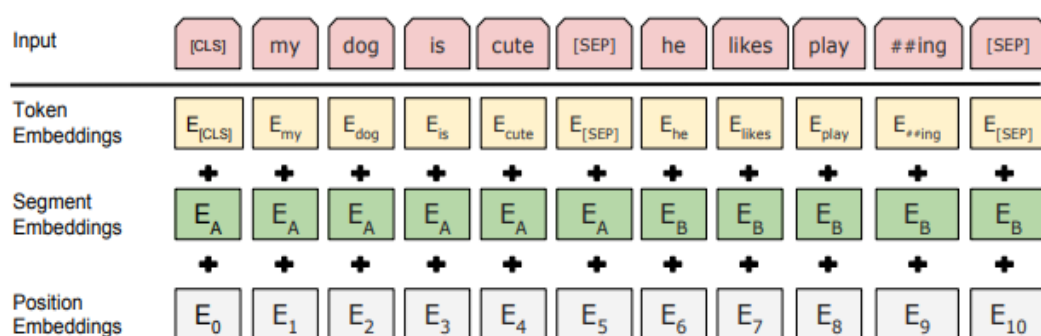 Input [CLS] my dog is cute [SEP] he likes play ##ing [SEP]
Token Embeddings E[CLS] Emy Edog Eis Ecute E[SEP] Ehe Elikes Eplay E##ing E[SEP]
+ + + + + + + + + + +
Segment Embeddings EA EA EA EA EA EA EB EB EB EB EB
+ + + + + + + + + + +
Position Embeddings E0 E1 E2 E3 E4 E5 E6 E7 E8 E9 E10